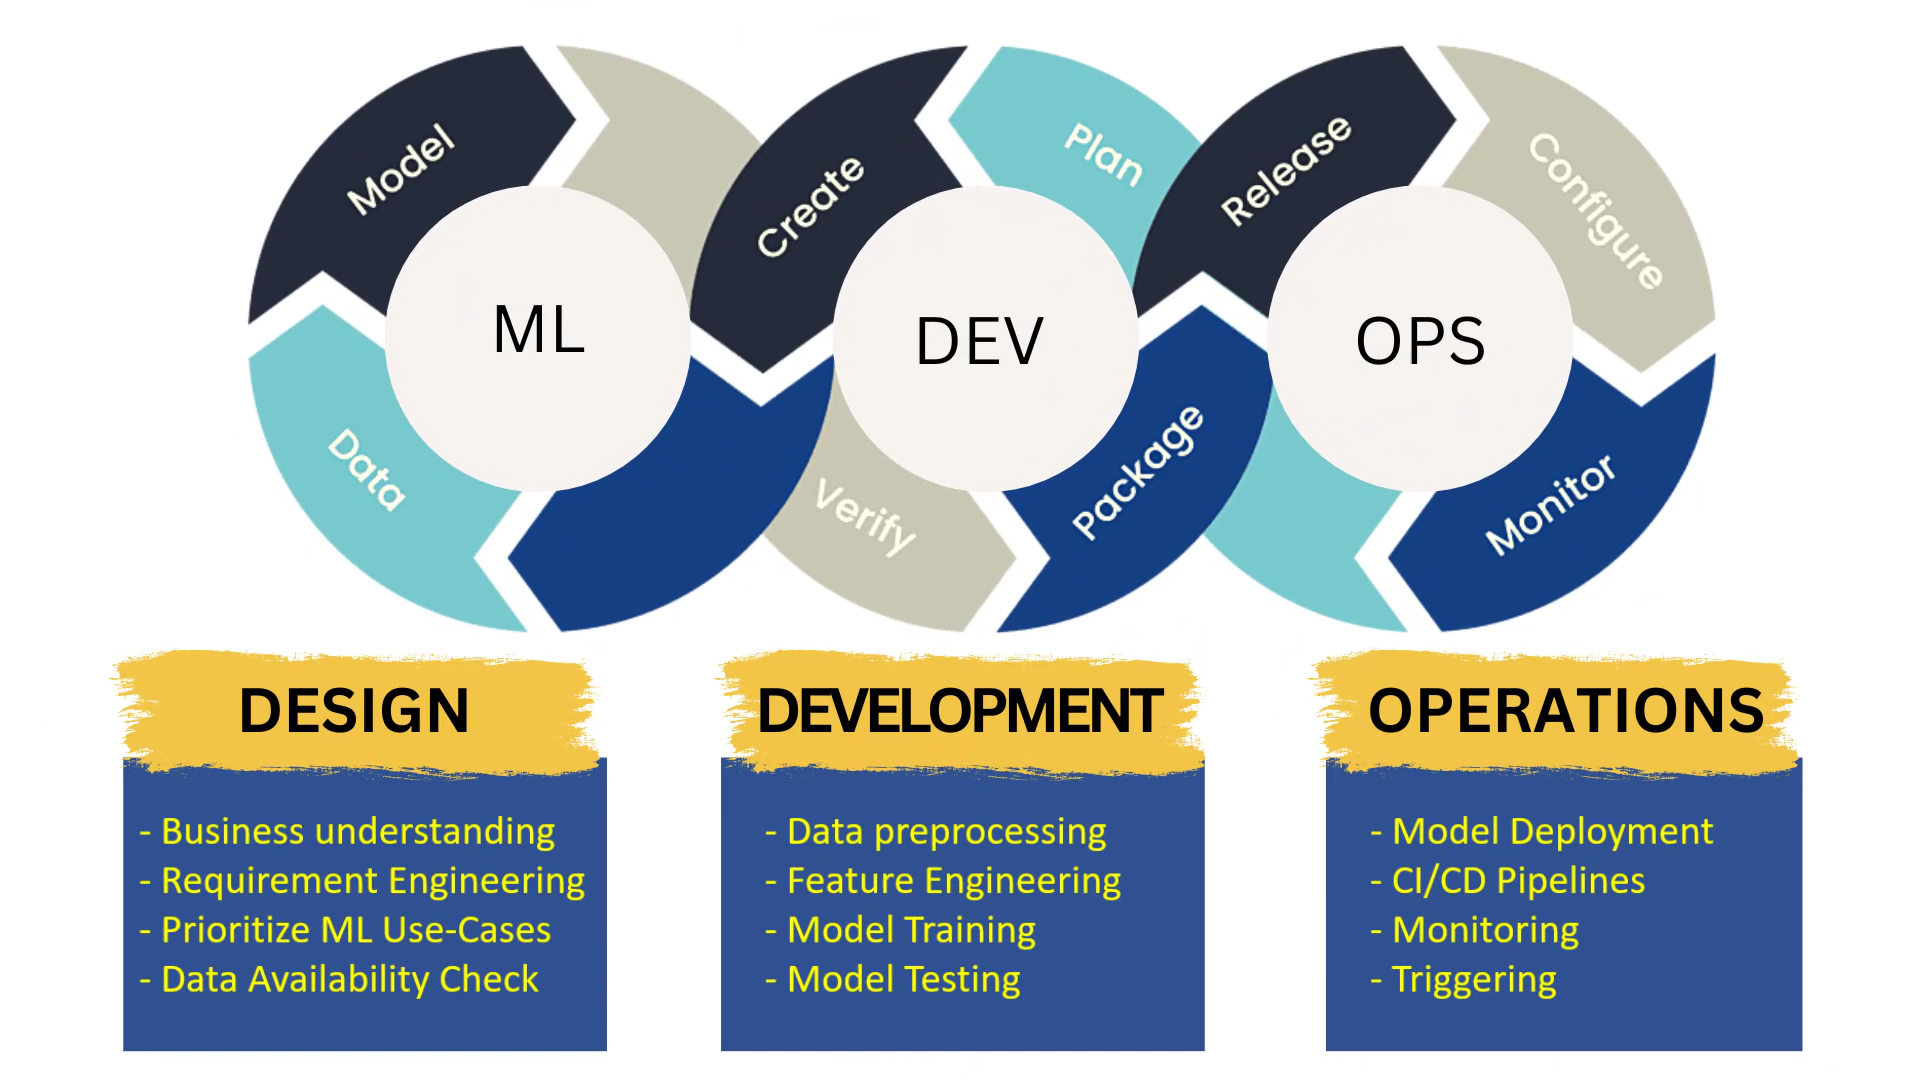 Model
Create
Plan
Release
Configure
ML
DEV
OPS
Data
Verify
Package
Monitor
DESIGN
- Business understanding
- Requirement Engineering
- Prioritize ML Use-Cases
- Data Availability Check
DEVELOPMENT
- Data preprocessing
- Feature Engineering
- Model Training
- Model Testing
OPERATIONS
- Model Deployment
- CI/CD Pipelines
- Monitoring
- Triggering